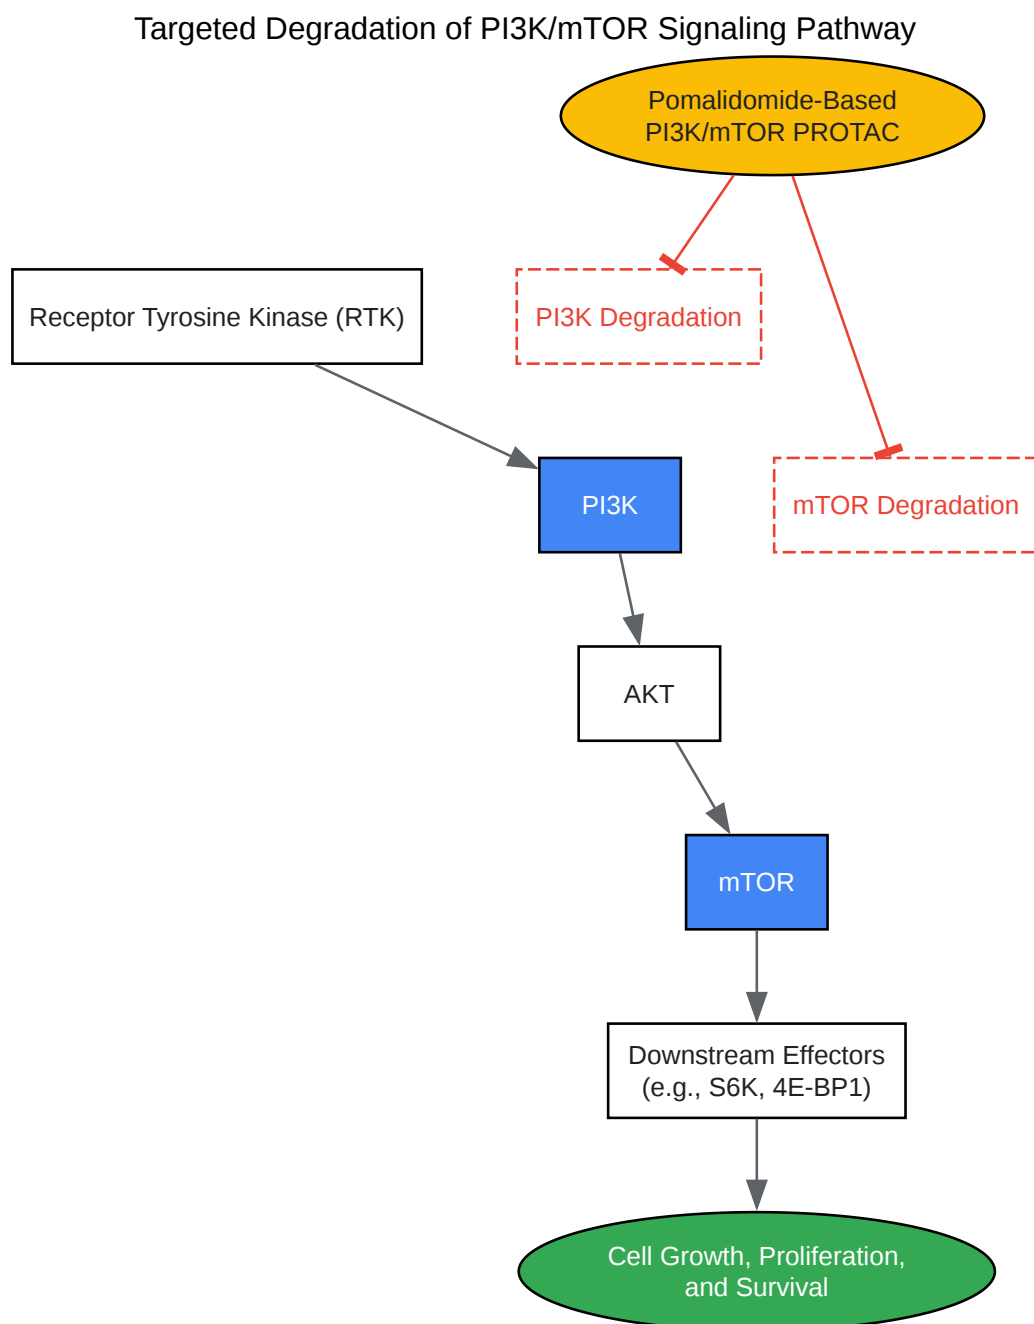 Targeted Degradation of PI3K/mTOR Signaling Pathway
Pomalidomide-Based
PI3K/mTOR PROTAC
Receptor Tyrosine Kinase (RTK)
PI3K Degradation
PI3K
mTOR Degradation
AKT
mTOR
Downstream Effectors
(e.g., S6K, 4E-BP1)
Cell Growth, Proliferation,
and Survival